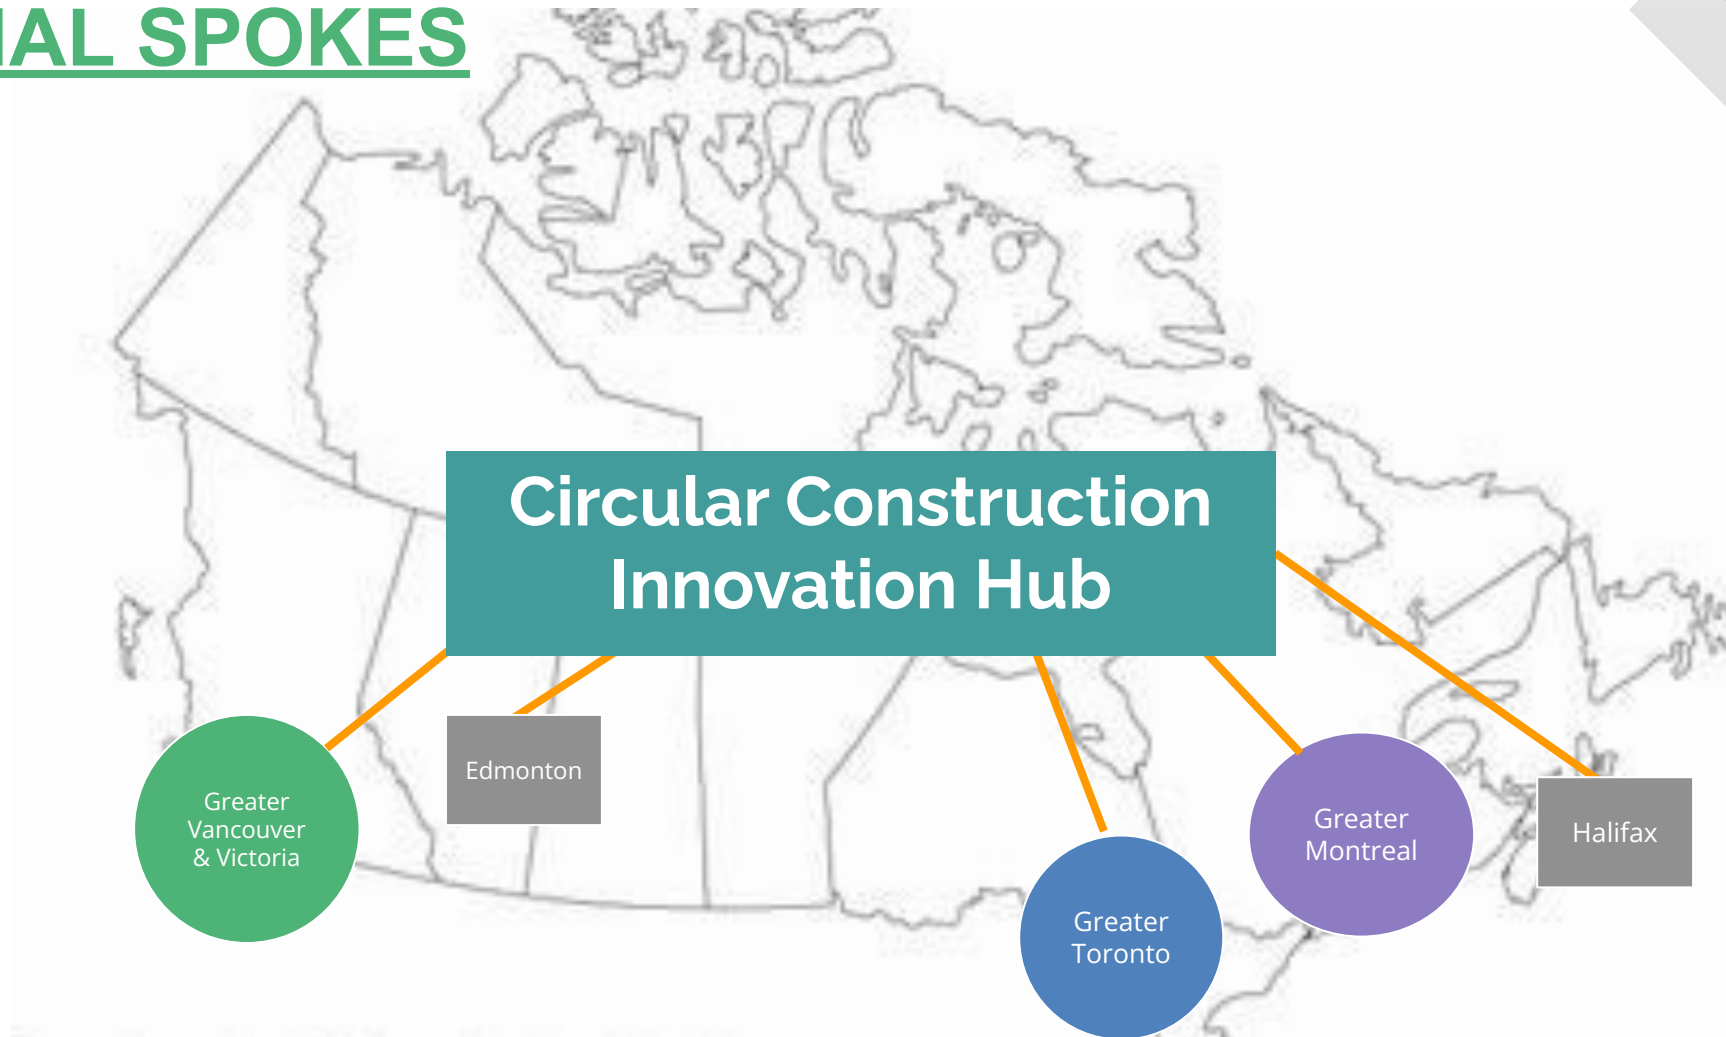 IAL SPOKES
Circular Construction
Innovation Hub
Greater
Vancouver
& Victoria
Edmonton
Greater
Toronto
Greater
Montreal
Halifax